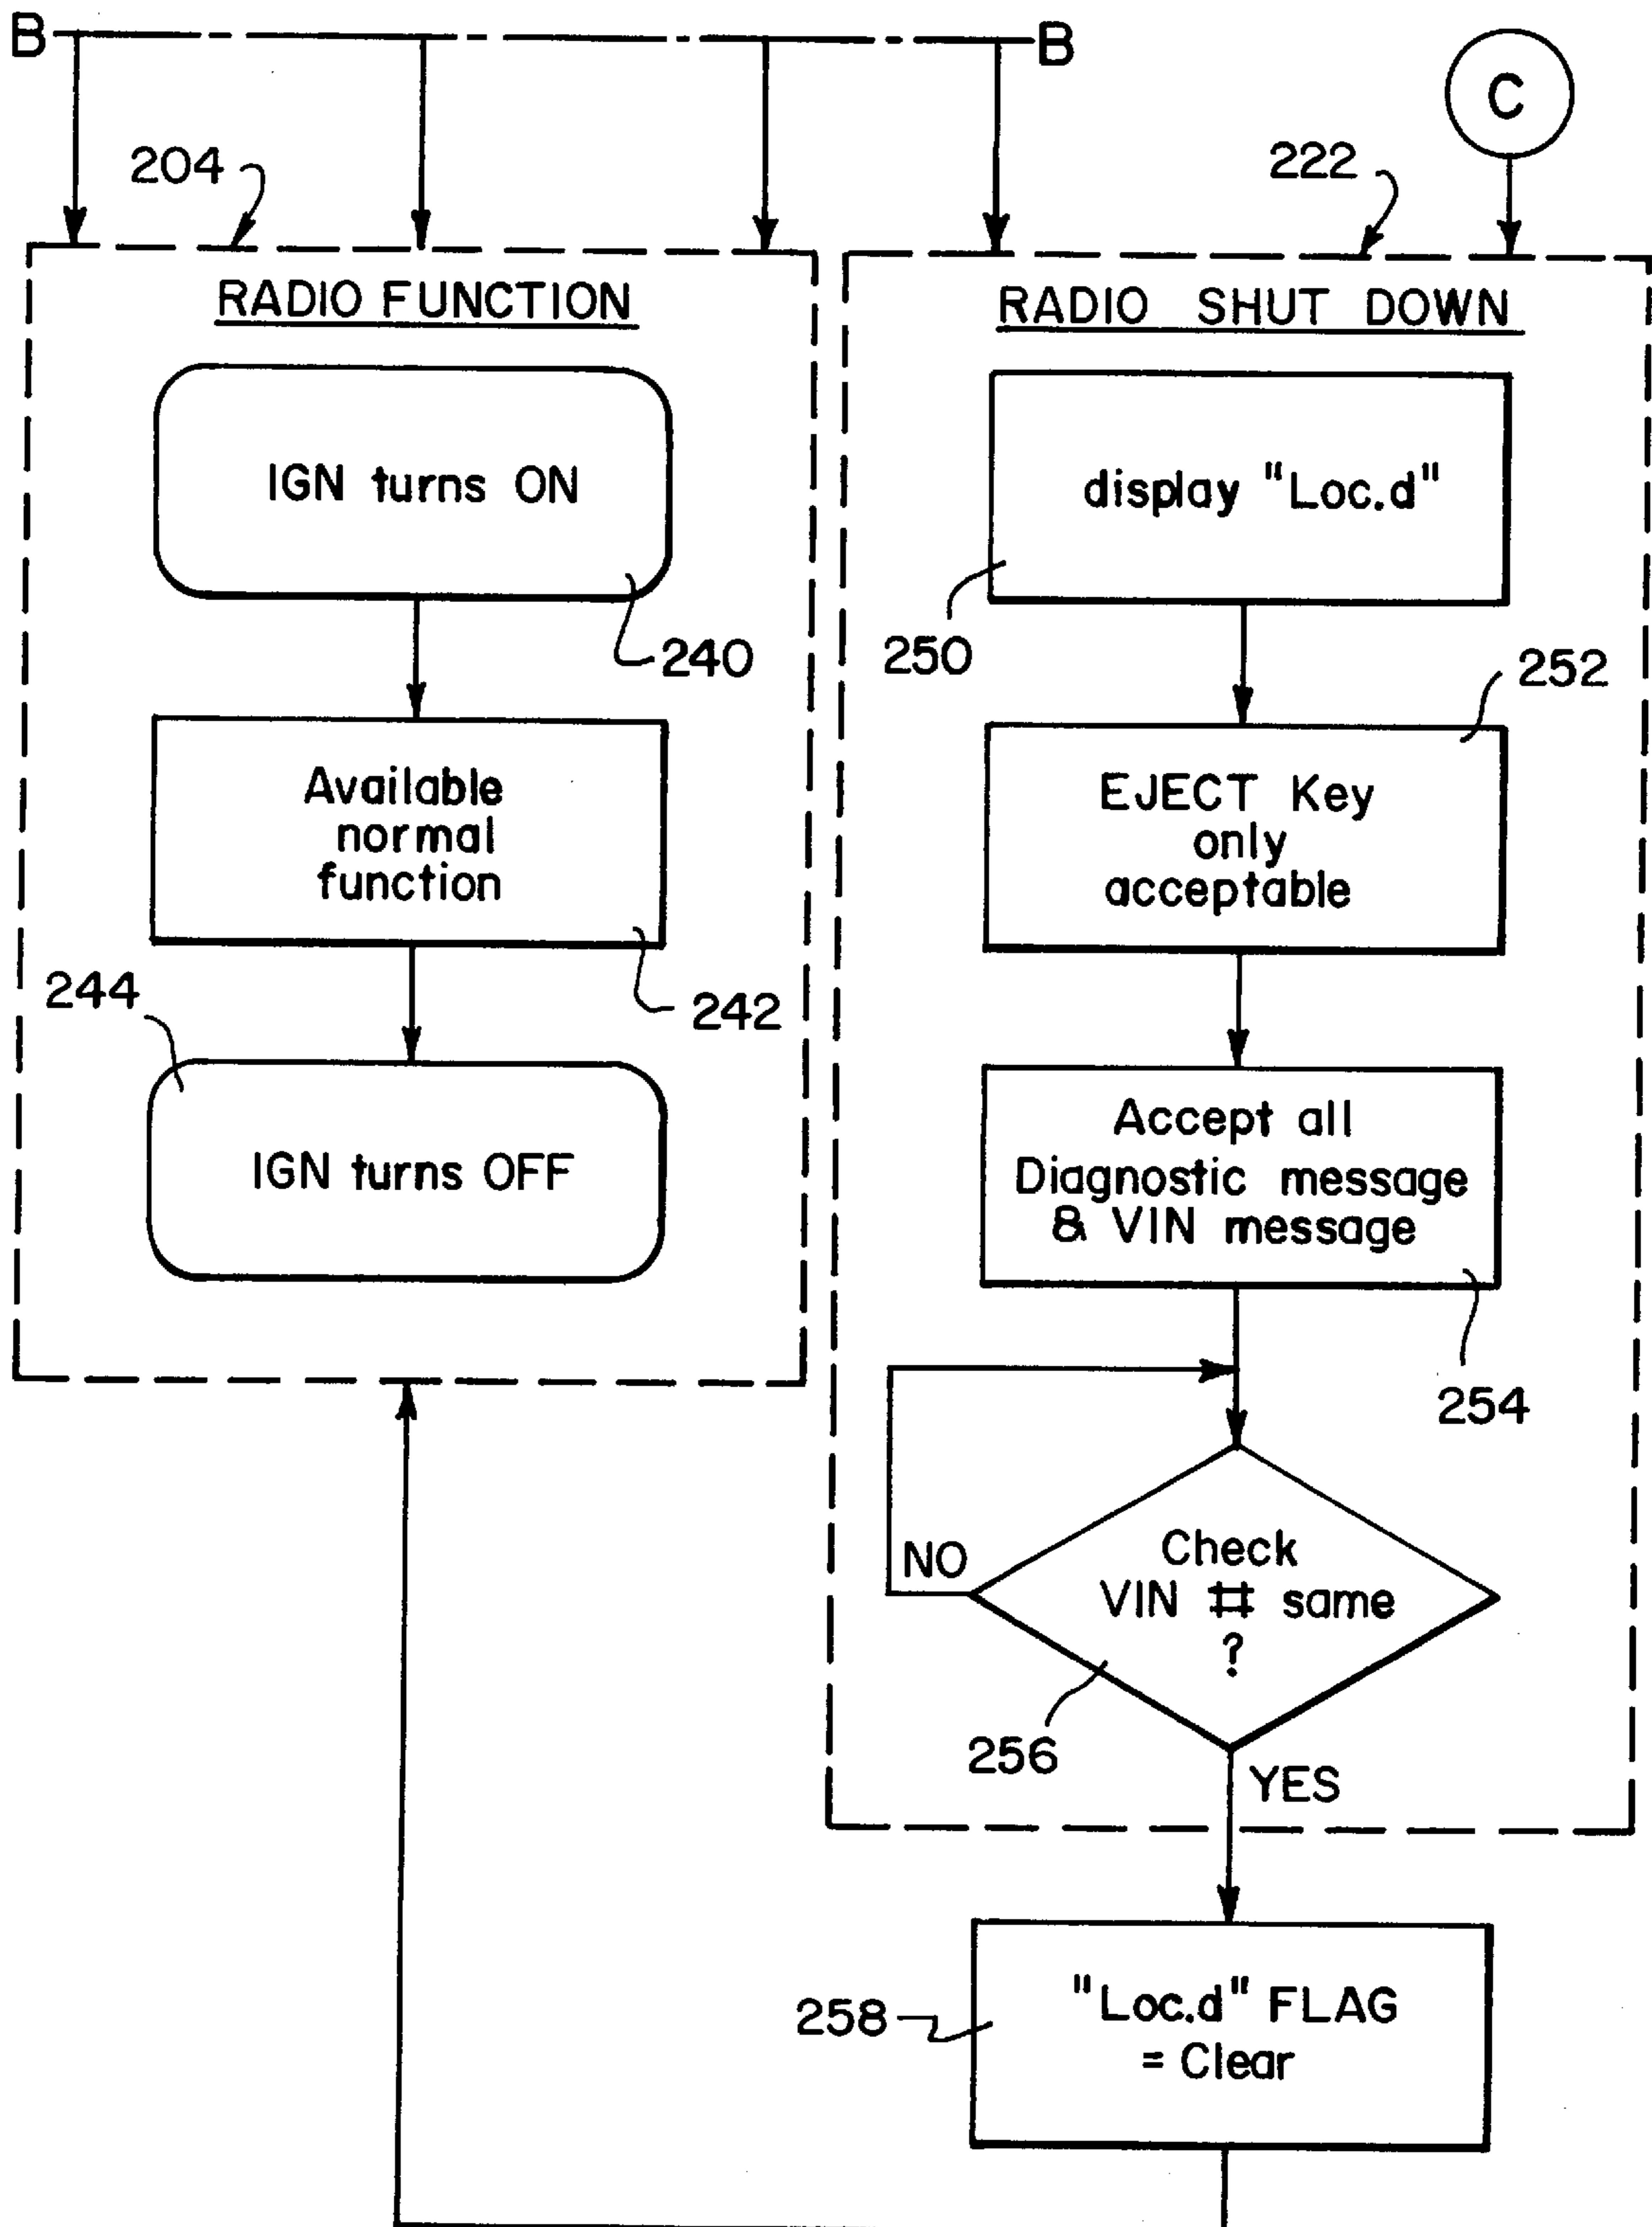 B
B
C
204
222
RADIO FUNCTION
IGN turns ON
240
Available
normal
function
242
244
IGN turns OFF
RADIO SHUT DOWN
display "Loc.d"
250
252
EJECT Key
only
acceptable
Accept all
Diagnostic message
& VIN message
254
NO
Check
VIN # same
?
256
YES
258
"Loc.d" FLAG
= Clear